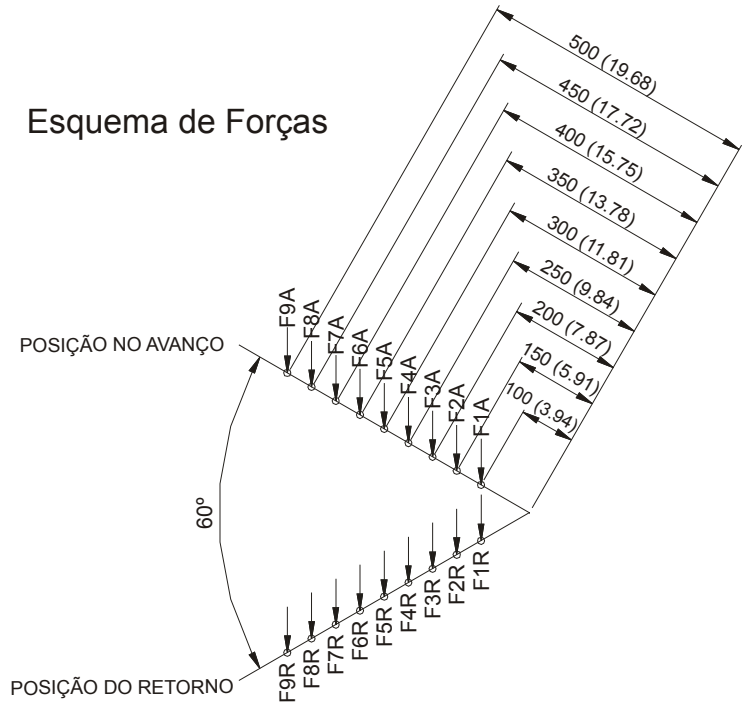 500 (19.68)
450 (17.72)
400 (15.75)
350 (13.78)
300 (11.81)
250 (9.84)
200 (7.87)
150 (5.91)
100 (3.94)
Esquema de Forças
POSIÇÃO NO AVANÇO
F9A
F8A
F7A
F6A
F5A
F4A
F3A
F2A
F1A
60º
F9R
F8R
F7R
F6R
F5R
F4R
F3R
F2R
F1R
POSIÇÃO DO RETORNO